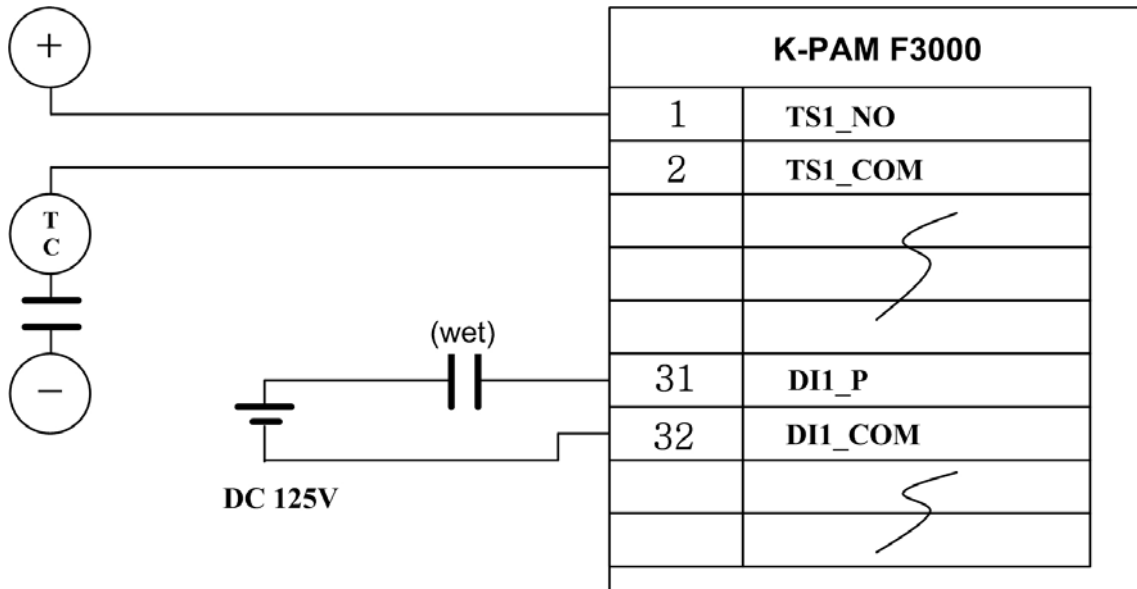 +
K-PAM F3000
1 TS1_NO
2 TS1_COM
T
C
−
(wet)
31 DI1_P
32 DI1_COM
DC 125V